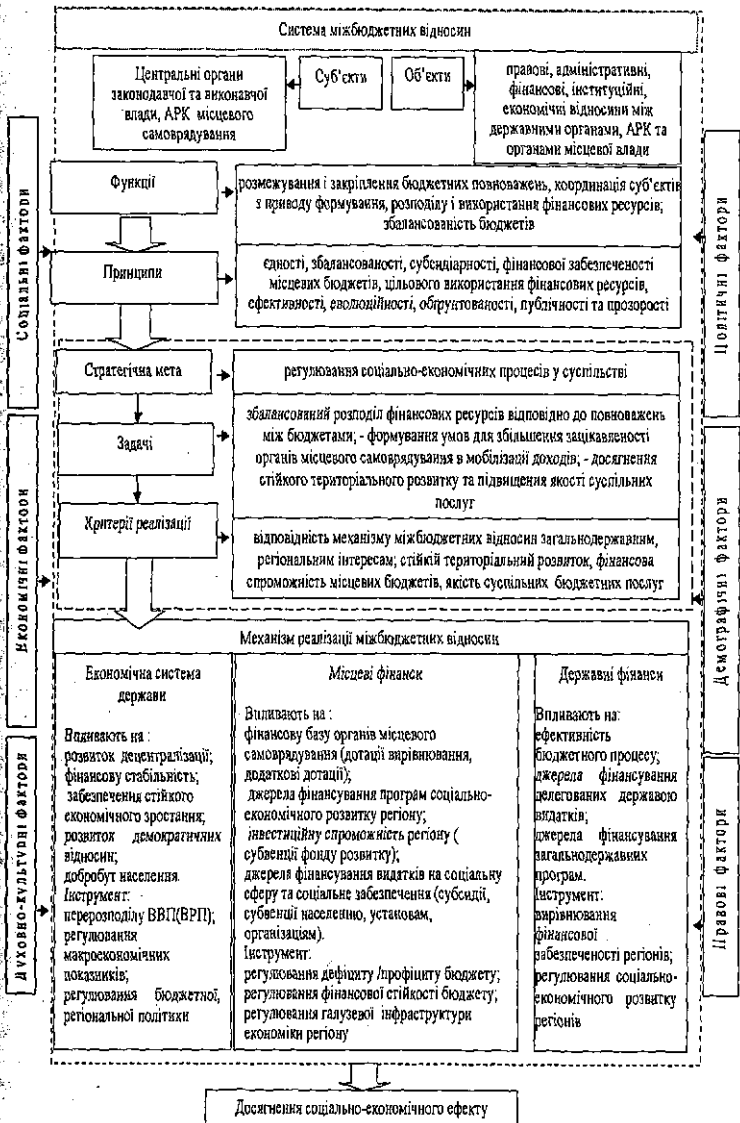 Система міжбюджетних відносин
Центральні органи
законодавчої та виконавчої
влади, АРК місцевого
самоврядування
Суб’єкти
Об’єкти
правові, адміністративні,
фінансові, інституційні,
економічні відносини між
державними органами, АРК та
органами місцевої влади
Функції
розмежування і закріплення бюджетних повноважень, координація суб’єктів
з приводу формування, розподілу і використання фінансових ресурсів;
збалансованість бюджетів
Принципи
єдності, збалансованості, субсидіарності, фінансової забезпеченості
місцевих бюджетів, цільового використання фінансових ресурсів,
ефективності, еволюційності, обґрунтованості, публічності та прозорості
Стратегічна мета
регулювання соціально-економічних процесів у суспільстві
Задачі
збалансований розподіл фінансових ресурсів відповідно до повноважень
між бюджетами; - формування умов для збільшення зацікавленості
органів місцевого самоврядування в мобілізації доходів; - досягнення
стійкого територіального розвитку та підвищення якості суспільних
послуг
Критерії реалізації
відповідність механізму міжбюджетних відносин загальнодержавним,
регіональним інтересам; стійкій територіальний розвиток, фінансова
спроможність місцевих бюджетів, якість суспільних бюджетних послуг
Механізм реалізації міжбюджетних відносин
Економічна система
держави
Впливають на :
розвиток децентралізації;
фінансову стабільність;
забезпечення стійкого
економічного зростання;
розвиток демократичних
відносин;
добробут населення.
Інструмент:
перерозподілу ВВП(ВРП);
регулювання
макроекономічних
показників;
регулювання бюджетної,
регіональної політики
Місцеві фінанси
Впливають на :
фінансову базу органів місцевого
самоврядування (дотації вирівнювання,
додаткові дотації);
джерела фінансування програм соціально-
економічного розвитку регіону;
інвестиційну спроможність регіону (
субвенції фонду розвитку);
джерела фінансування видатків на соціальну
сферу та соціальне забезпечення (субсидії,
субвенції населенню, установам,
організаціям).
Інструмент:
регулювання дефіциту /профіциту бюджету;
регулювання фінансової стійкості бюджету;
регулювання галузевої інфраструктури
економіки регіону
Державні фінанси
Впливають на:
ефективність
бюджетного процесу;
джерела фінансування
делегованих державою
видатків;
джерела фінансування
загальнодержавних
програм.
Інструмент:
вирівнювання
фінансової
забезпеченості регіонів;
регулювання соціально-
економічного розвитку
регіонів
Досягнення соціально-економічного ефекту
Соціальні фактори
Економічні фактори
Духовно-культурні фактори
Політичні фактори
Демографічні фактори
Правові фактори